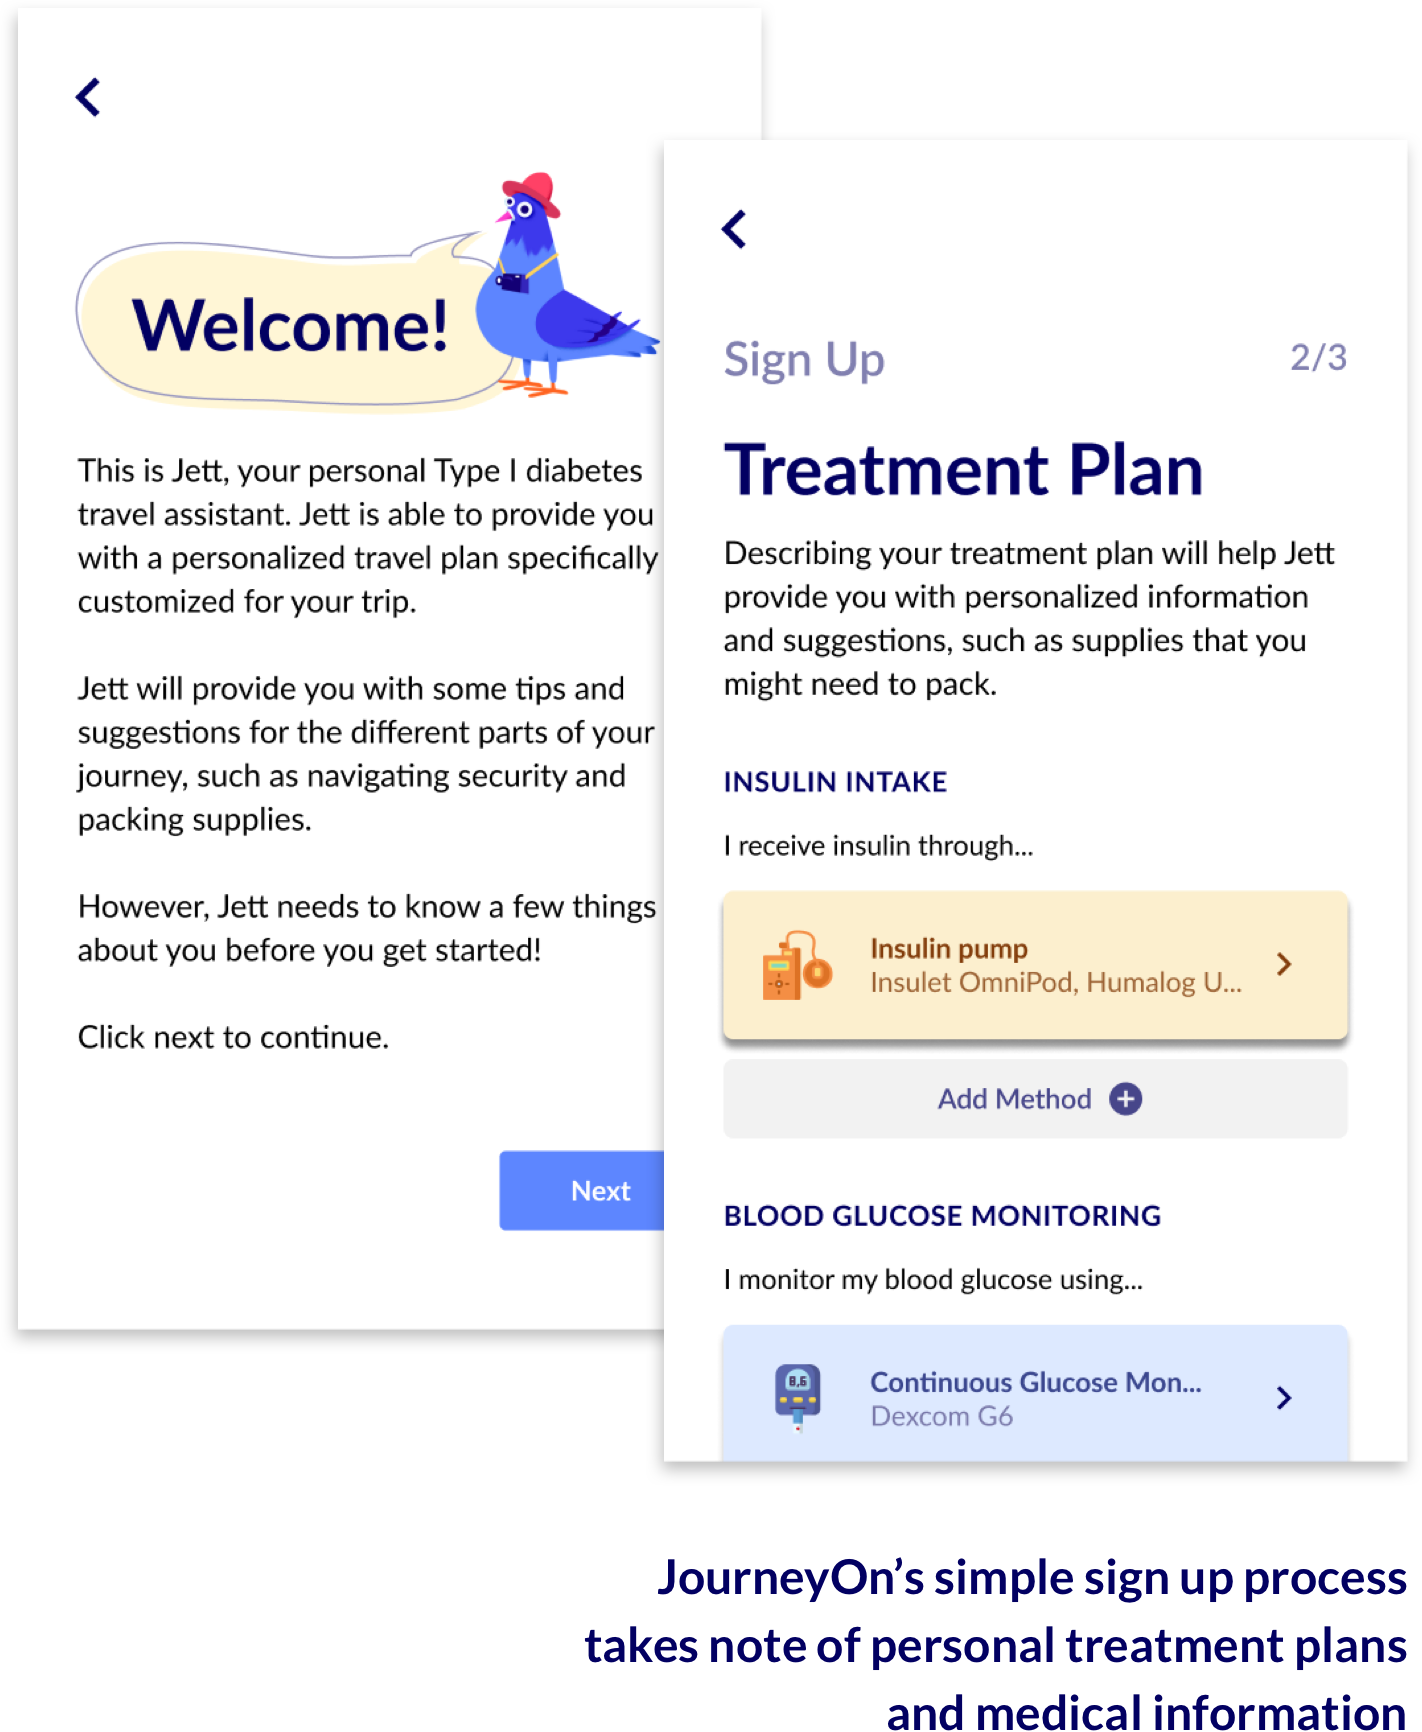 Welcome!
This is Jett, your personal Type I diabetes
travel assistant. Jett is able to provide you
with a personalized travel plan specifically
customized for your trip.
Jett will provide you with some tips and
suggestions for the different parts of your
journey, such as navigating security and
packing supplies.
However, Jett needs to know a few things
about you before you get started!
Click next to continue.
Next
Sign Up
2/3
Treatment Plan
Describing your treatment plan will help Jett
provide you with personalized information
and suggestions, such as supplies that you
might need to pack.
INSULIN INTAKE
I receive insulin through...
Insulin pump
Insulet OmniPod, Humalog U...
Add Method
BLOOD GLUCOSE MONITORING
I monitor my blood glucose using...
8,6
Continuous Glucose Mon...
Dexcom G6
JourneyOn’s simple sign up process
takes note of personal treatment plans
and medical information